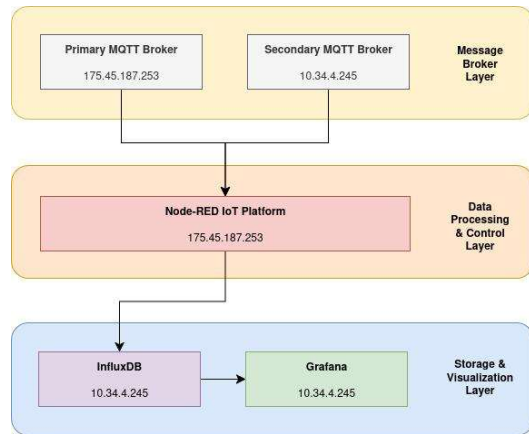 Primary MQTT Broker
175.45.187.253
Secondary MQTT Broker
10.34.4.245
Message
Broker
Layer
Node-RED IoT Platform
175.45.187.253
Data
Processing
& Control
Layer
InfluxDB
10.34.4.245
Grafana
10.34.4.245
Storage &
Visualization
Layer